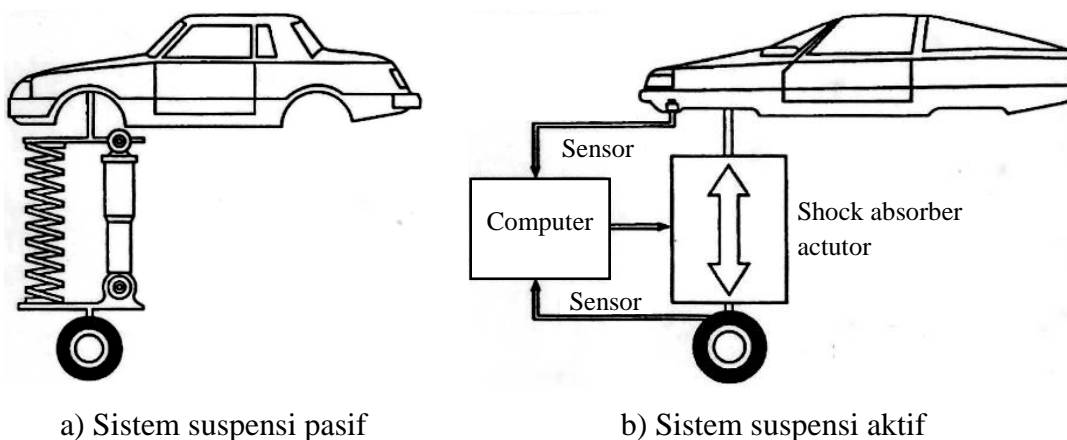 Sensor
Computer
Shock absorber
actutor
Sensor
a) Sistem suspensi pasif
b) Sistem suspensi aktif